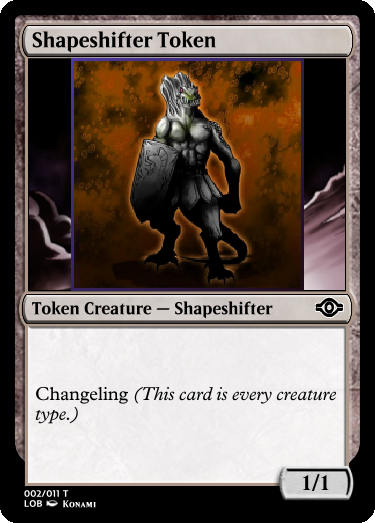 Shapeshifter Token
Token Creature — Shapeshifter
Changeling (This card is every creature
type.)
1/1
002/011 T
LOB Konami